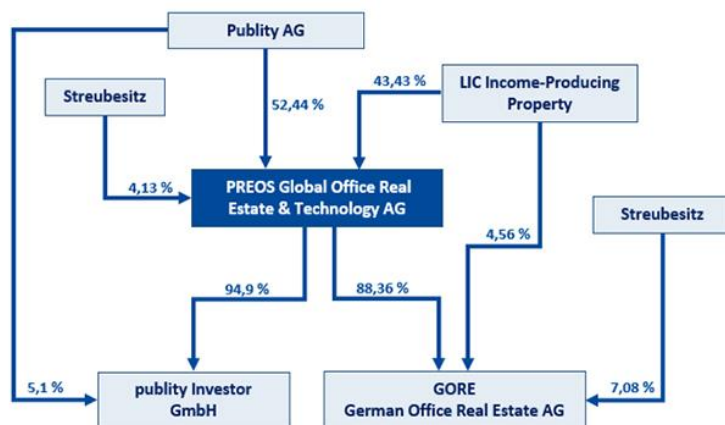 Publity AG
43,43 %
LIC Income-Producing
Property
Streubesitz
52,44 %
4,13 %
PREOS Global Office Real
Estate & Technology AG
Streubesitz
4,56 %
94,9 %
88,36 %
5,1 %
publity Investor
GmbH
GORE
German Office Real Estate AG
7,08 %